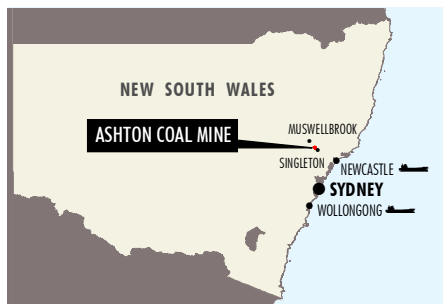 NEW SOUTH WALES
ASHTON COAL MINE
MUSWELLBROOK
SINGLETON
NEWCASTLE
SYDNEY
WOLLONGONG